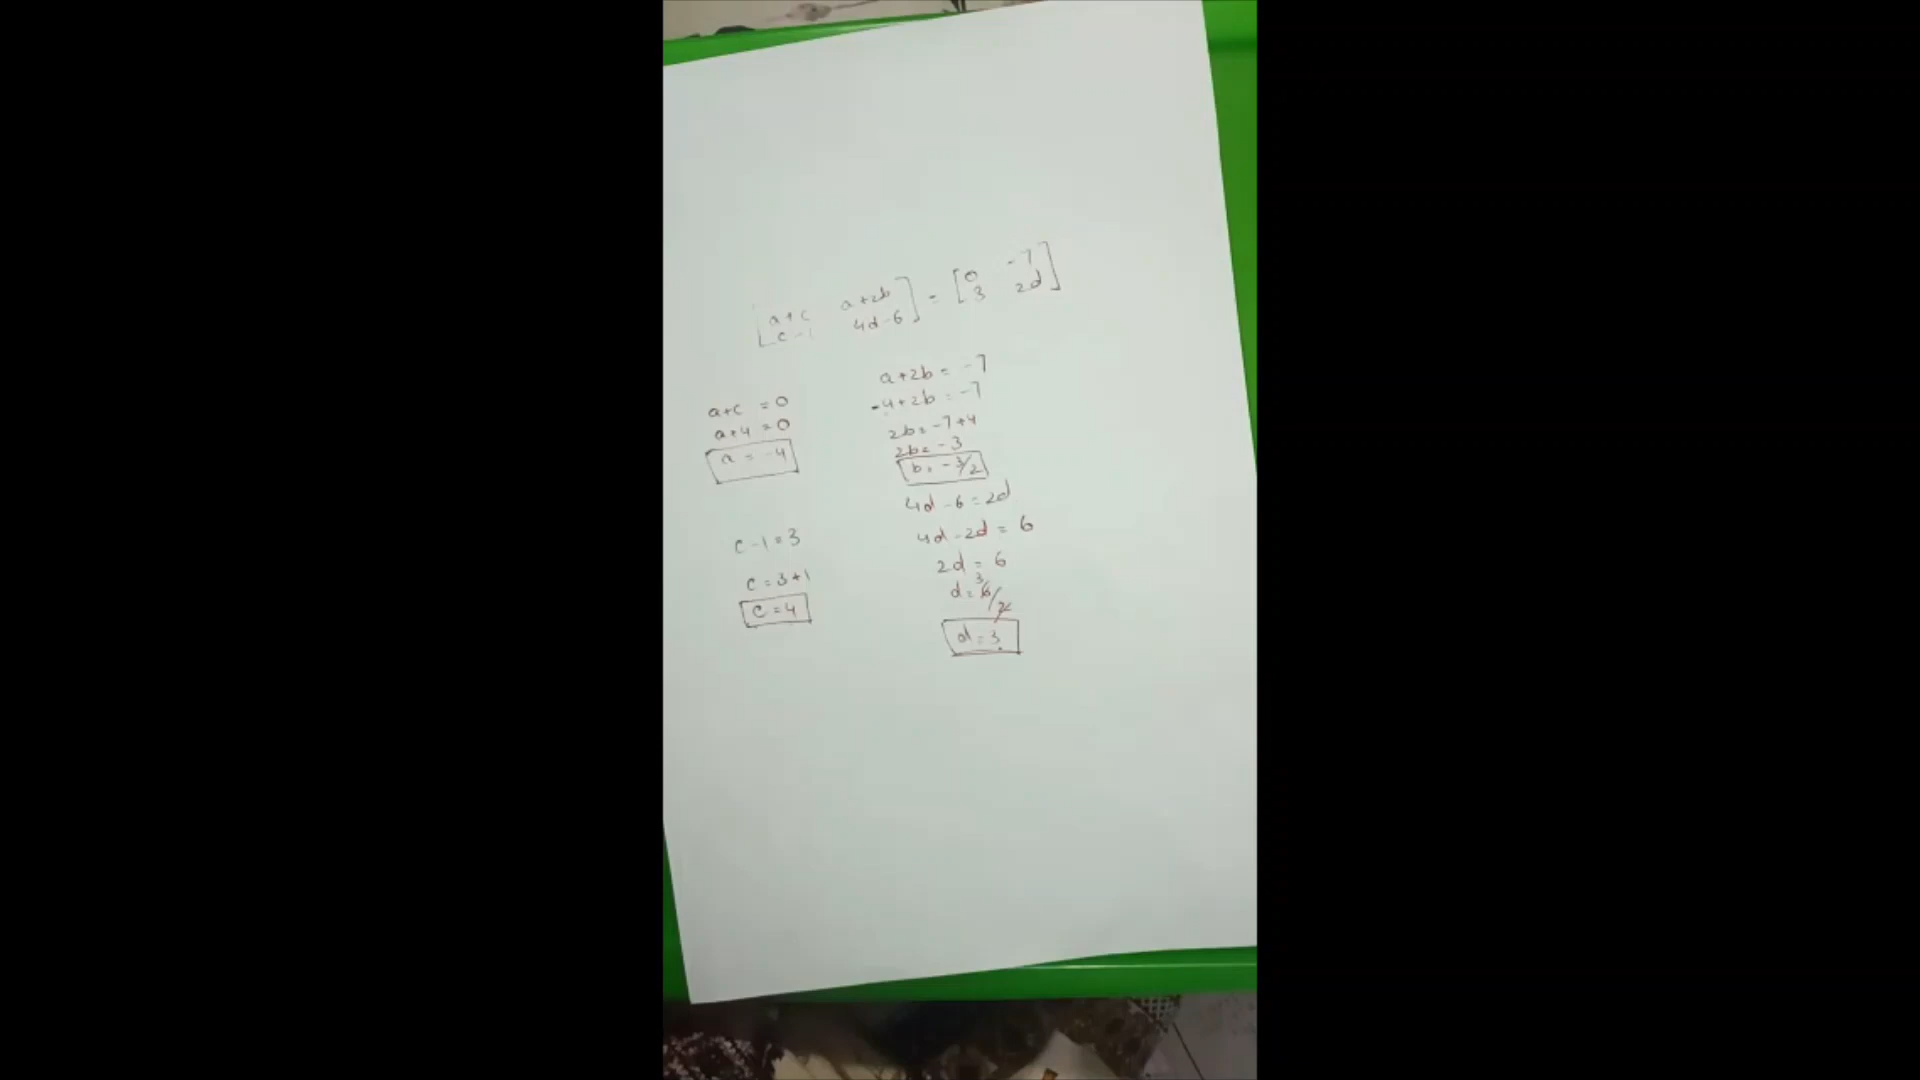 [a+c a+2b] = [0 -7]
[c-1 4d-6] [3 2d]
a+c = 0
a+4 = 0
a = -4
c-1=3
c=3+1
c=4
a+2b = -7
-4+2b = -7
2b= -7+4
2b= -3
b= -3/2
4d-6=2d
4d-2d = 6
2d = 6
d= 6/2 3
d=3